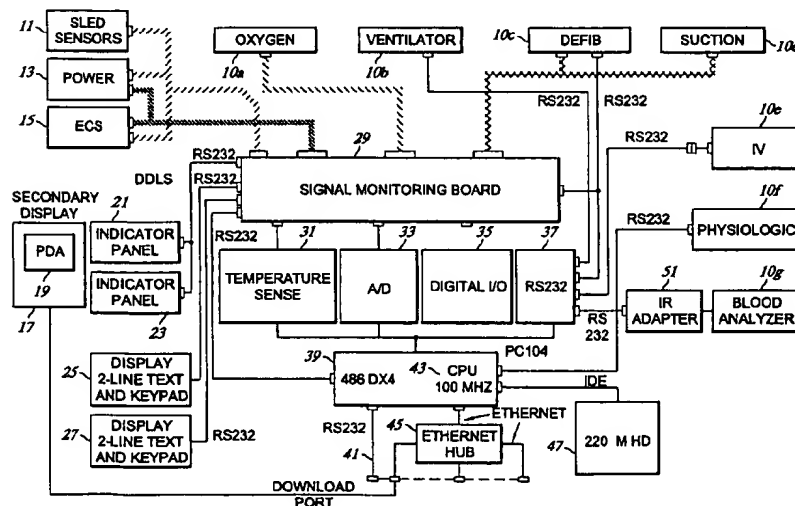 11
SLED
SENSORS
13
POWER
15
ECS
OXYGEN
10a
VENTILATOR
10b
10c
DEFIB
SUCTION
RS232
RS232
RS232
10e
IV
29
SIGNAL MONITORING BOARD
RS232
DDLS
RS232
RS232
SECONDARY
DISPLAY
PDA
19
17
21
INDICATOR
PANEL
INDICATOR
PANEL
23
31
TEMPERATURE
SENSE
33
A/D
35
DIGITAL I/O
37
RS232
RS232
10f
PHYSIOLOGIC
RS
232
51
IR
ADAPTER
10g
BLOOD
ANALYZER
PC104
25
DISPLAY
2-LINE TEXT
AND KEYPAD
27
DISPLAY
2-LINE TEXT
AND KEYPAD
RS232
39
486 DX4
43
CPU
100 MHZ
IDE
RS232
41
45
ETHERNET
HUB
ETHERNET
47
220 M HD
DOWNLOAD
PORT